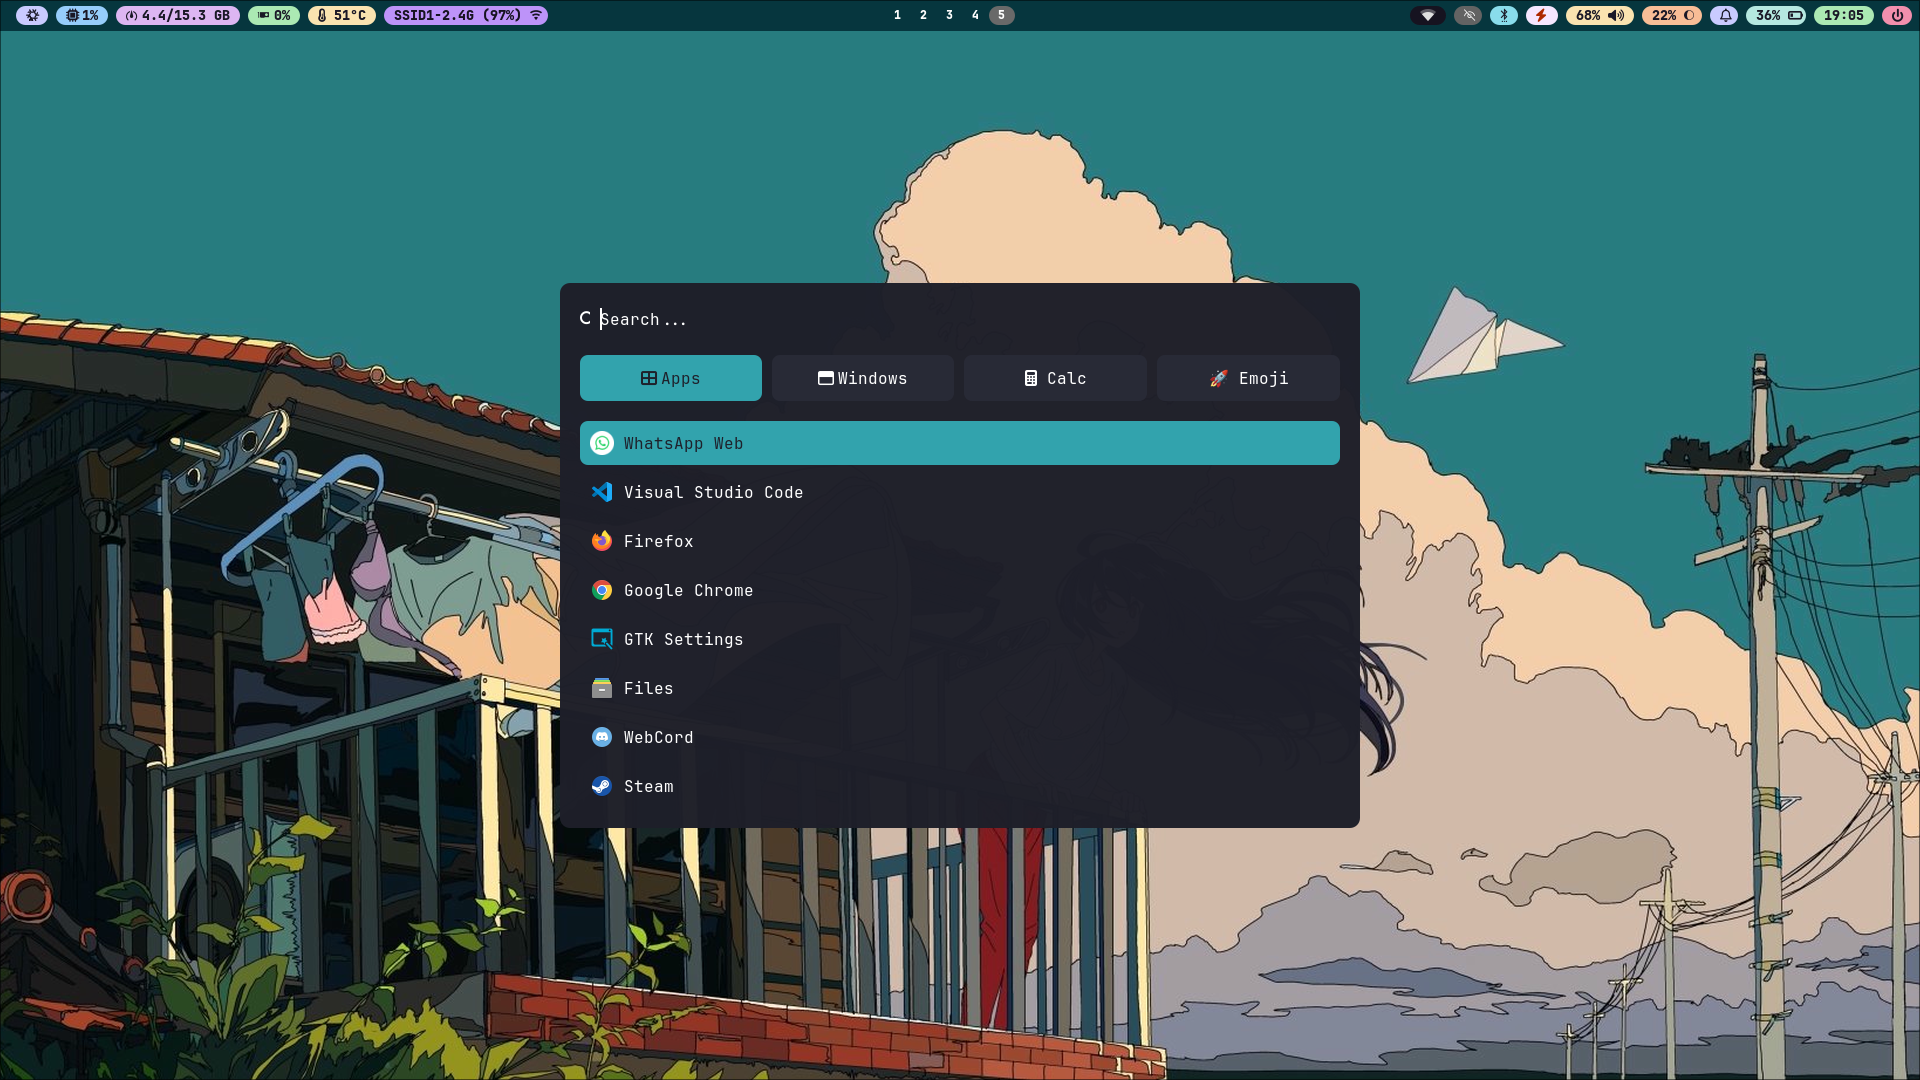 1%
4.4/15.3 GB
0%
51°C
SSID1-2.4G (97%)
1 2 3 4 5
68%
22%
36%
19:05
Search...
Apps
Windows
Calc
Emoji
WhatsApp Web
Visual Studio Code
Firefox
Google Chrome
GTK Settings
Files
WebCord
Steam